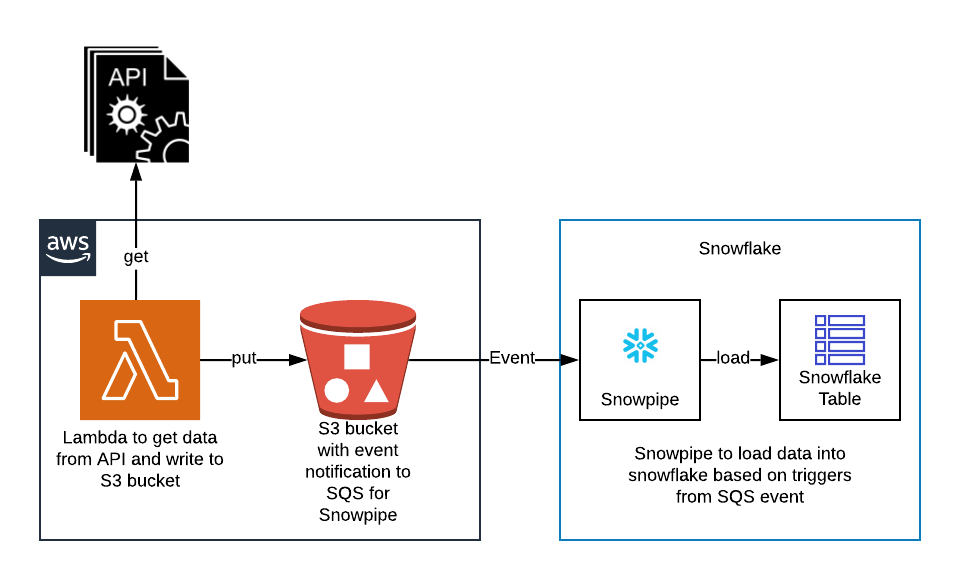 API
aws
get
Snowflake
put
Event
load
Snowpipe
Snowflake
Table
Lambda to get data
from API and write to
S3 bucket
S3 bucket
with event
notification to
SQS for
Snowpipe
Snowpipe to load data into
snowflake based on triggers
from SQS event